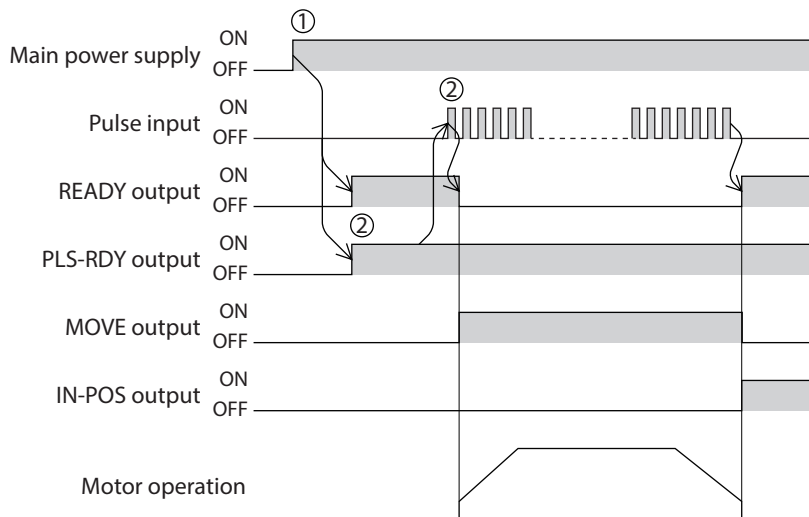 ①
Main power supply ON
OFF
②
Pulse input ON
OFF
READY output ON
OFF
②
PLS-RDY output ON
OFF
MOVE output ON
OFF
IN-POS output ON
OFF
Motor operation